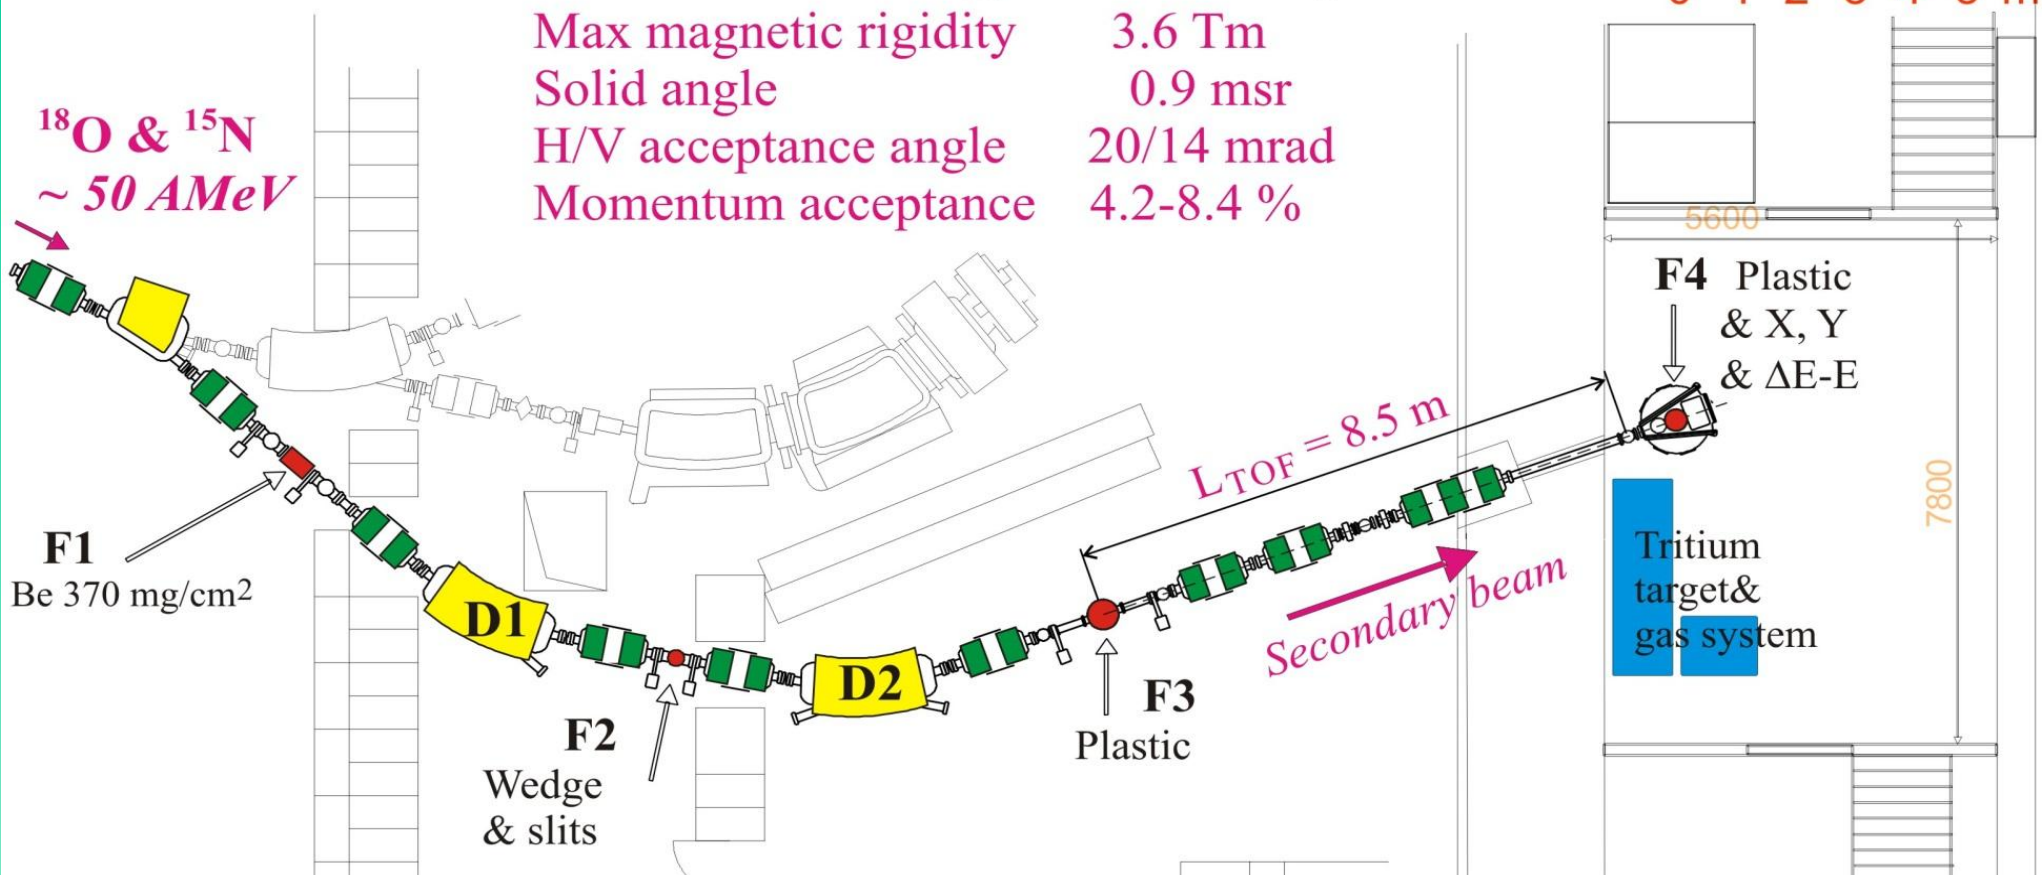 Max magnetic rigidity 3.6 Tm
Solid angle 0.9 msr
H/V acceptance angle 20/14 mrad
Momentum acceptance 4.2-8.4 %
¹⁸O & ¹⁵N
~ 50 AMeV
5600
F4 Plastic
& X, Y
& ΔE-E
L_TOF = 8.5 m
7800
F1
Be 370 mg/cm²
D1
Tritium
target&
gas system
Secondary beam
D2
F2
Wedge
& slits
F3
Plastic